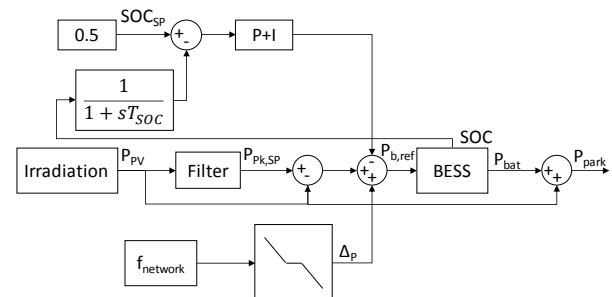 SOC_SP
0.5
+
-
P+I
1
1 + sT_SOC
SOC
Irradiation
P_PV
Filter
P_Pk,SP
+
-
-
+
+
P_b,ref
BESS
P_bat
+
+
P_park
f_network
Δ_P